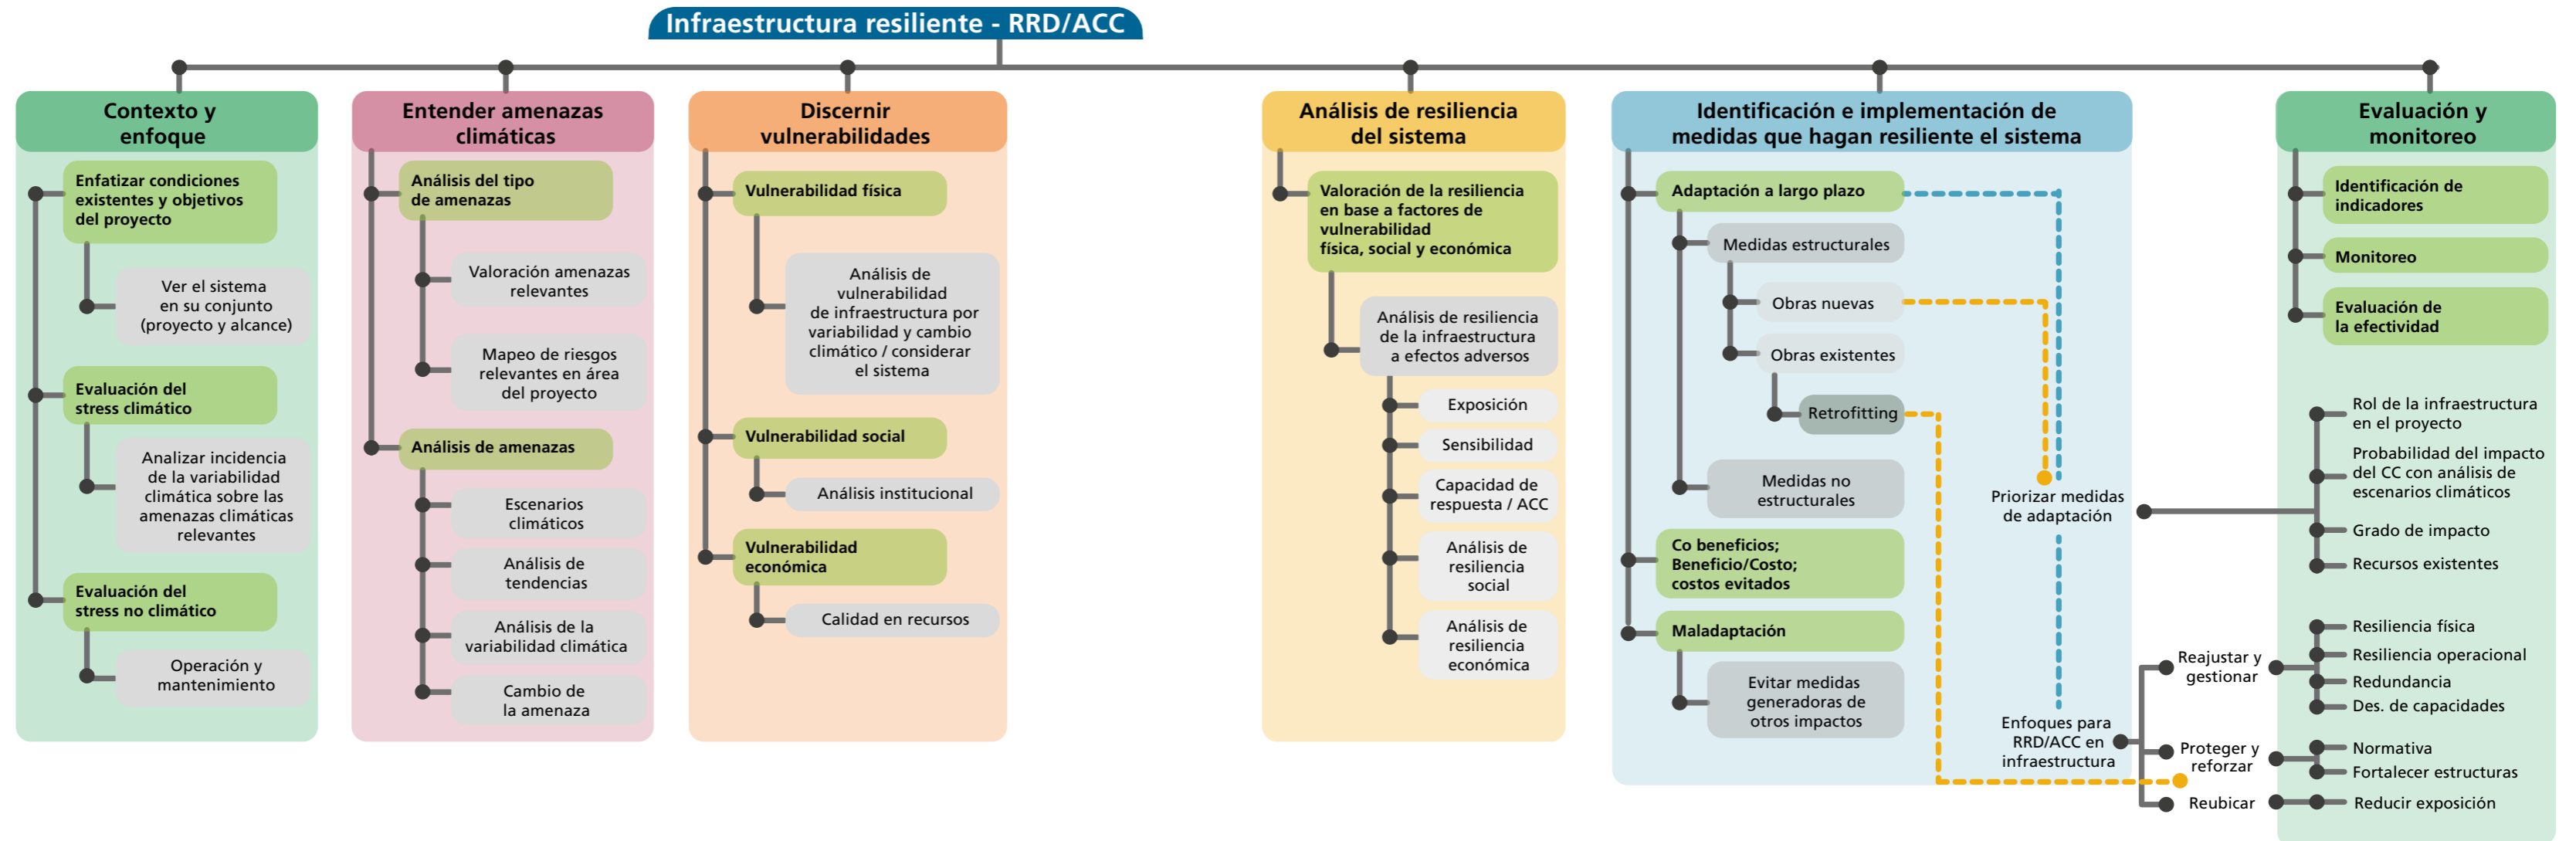 Infraestructura resiliente - RRD/ACC
Contexto y
enfoque
Enfatizar condiciones
existentes y objetivos
del proyecto
Ver el sistema
en su conjunto
(proyecto y alcance)
Evaluación del
stress climático
Analizar incidencia
de la variabilidad
climática sobre las
amenazas climáticas
relevantes
Evaluación del
stress no climático
Operación y
mantenimiento
Entender amenazas
climáticas
Análisis del tipo
de amenazas
Valoración amenazas
relevantes
Mapeo de riesgos
relevantes en área
del proyecto
Análisis de amenazas
Escenarios
climáticos
Análisis de
tendencias
Análisis de la
variabilidad climática
Cambio de
la amenaza
Discernir
vulnerabilidades
Vulnerabilidad física
Análisis de
vulnerabilidad
de infraestructura por
variabilidad y cambio
climático / considerar
el sistema
Vulnerabilidad social
Análisis institucional
Vulnerabilidad
económica
Calidad en recursos
Análisis de resiliencia
del sistema
Valoración de la resiliencia
en base a factores de
vulnerabilidad
física, social y económica
Análisis de resiliencia
de la infraestructura
a efectos adversos
Exposición
Sensibilidad
Capacidad de
respuesta / ACC
Análisis de
resiliencia
social
Análisis de
resiliencia
económica
Identificación e implementación de
medidas que hagan resiliente el sistema
Adaptación a largo plazo
Medidas estructurales
Obras nuevas
Obras existentes
Retrofitting
Medidas no
estructurales
Co beneficios;
Beneficio/Costo;
costos evitados
Maladaptación
Evitar medidas
generadoras de
otros impactos
Priorizar medidas
de adaptación
Enfoques para
RRD/ACC en
infraestructura
Reajustar y
gestionar
Proteger y
reforzar
Reubicar
Evaluación y
monitoreo
Identificación de
indicadores
Monitoreo
Evaluación de
la efectividad
Rol de la infraestructura
en el proyecto
Probabilidad del impacto
del CC con análisis de
escenarios climáticos
Grado de impacto
Recursos existentes
Resiliencia física
Resiliencia operacional
Redundancia
Des. de capacidades
Normativa
Fortalecer estructuras
Reducir exposición